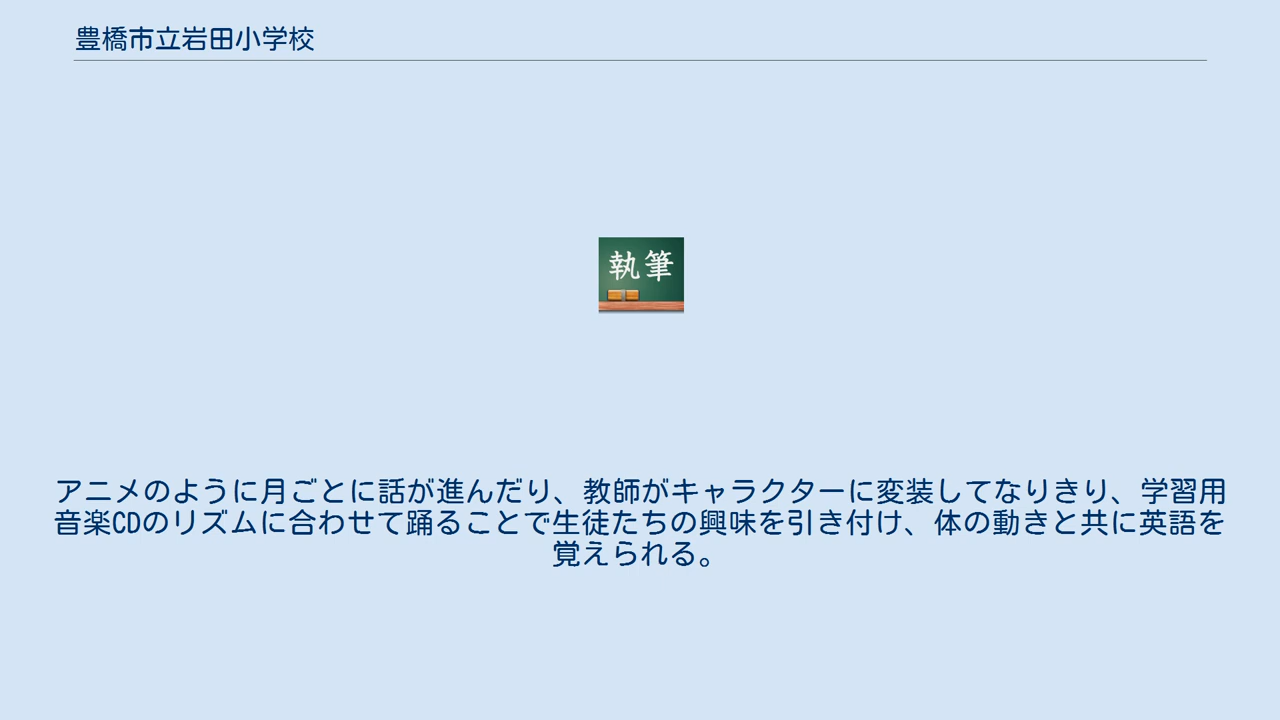 豊橋市立岩田小学校
執筆
アニメのように月ごとに話が進んだり、教師がキャラクターに変装してなりきり、学習用
音楽CDのリズムに合わせて踊ることで生徒たちの興味を引き付け、体の動きと共に英語を
覚えられる。